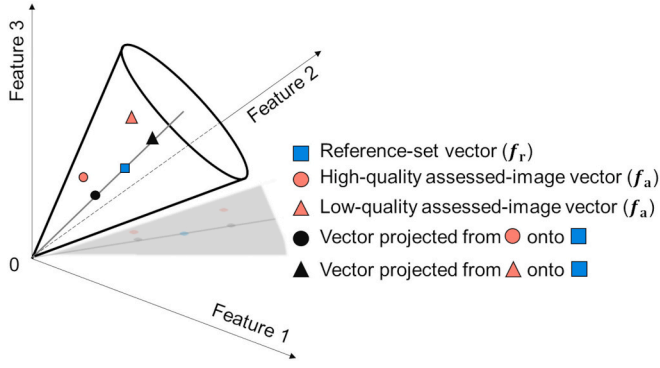 Feature 3
Feature 2
Reference-set vector (fr)
High-quality assessed-image vector (fa)
Low-quality assessed-image vector (fa)
Vector projected from onto
0
Vector projected from onto
Feature 1